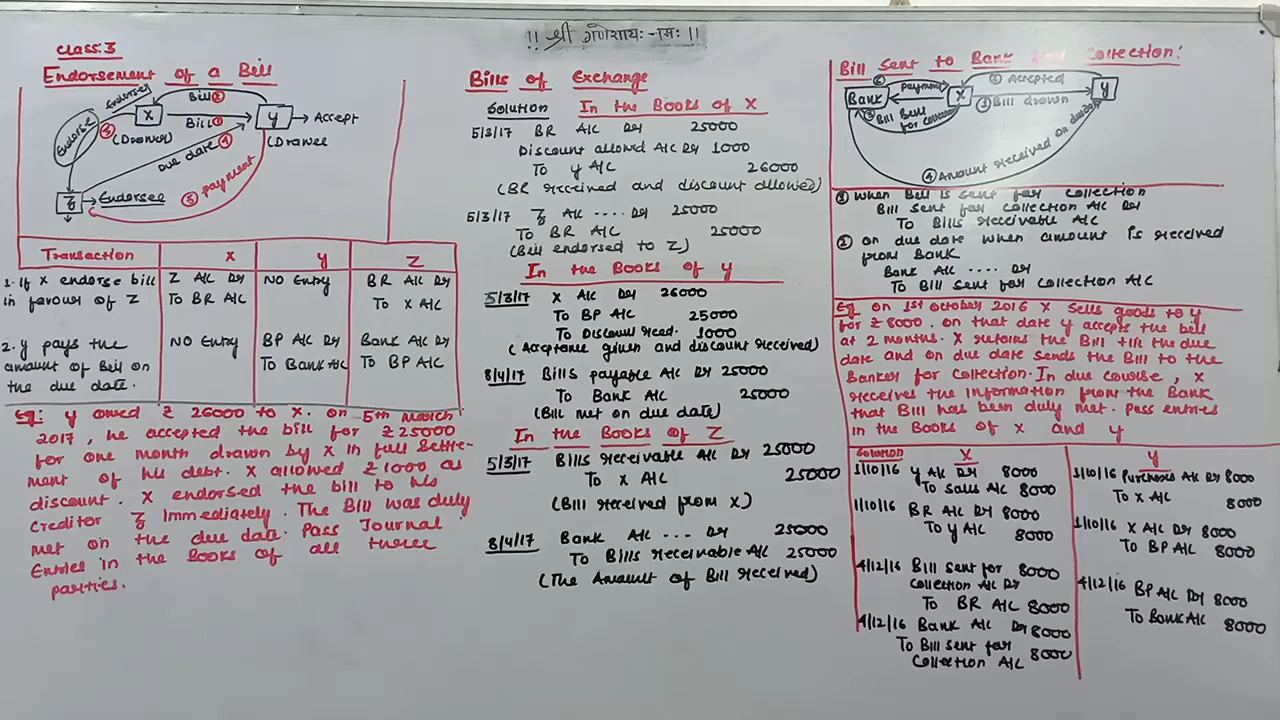 !! श्री गणेशायः नमः !!
Class:3
Endorsement of a Bill
Endorsed
Endorse
③
X
(Drawer)
Bill ②
Bill ①
Y
Accept
(Drawee
Due date ④
⑤ payment
Z
Endorsee
Transaction X Y Z
1. If X endorse bill Z A/C Dr NO Entry BR A/C Dr
in favour of Z To BR A/C To X A/C
2. Y pays the NO Entry BP A/C Dr Bank A/C Dr
amount of Bill on To Bank A/C To BP A/C
the due date.
Eg: Y owed ₹ 26000 to X. on 5th March
2017, he accepted the bill for ₹25000
for one month drawn by X in full Settle-
ment of his debt. X allowed ₹1000 as
discount. X endorsed the bill to his
Creditor Z Immediately. The Bill was duly
met on the due date. Pass Journal
Entries in the Books of all three
parties.
Bills of Exchange
Solution In the Books of X
5/3/17 BR A/C Dr 25000
Discount allowed A/C Dr 1000
To Y A/C 26000
(BR received and discount allowed)
5/3/17 Z A/C .... Dr 25000
To BR A/C 25000
(Bill endorsed to Z)
In the Books of Y
5/3/17 X A/C Dr 26000
To BP A/C 25000
To Discount Reed. 1000
(Acceptance given and discount received)
8/4/17 Bills payable A/C Dr 25000
To Bank A/C 25000
(Bill met on due date)
In the Books of Z
5/3/17 Bills receivable A/C Dr 25000
To X A/C 25000
(Bill received from X)
8/4/17 Bank A/C ... Dr 25000
To Bills Receivable A/C 25000
(The Amount of Bill received)
Bill sent to Bank for Collection:
Bank
payment
X
② Accepted
① Bill drawn
Y
③ Bill sent
for collection
④ Amount received on due date
① When Bill is sent for collection
Bill sent for collection A/C Dr
To Bills receivable A/C
② on due date when amount is received
from Bank
Bank A/C .... Dr
To Bill sent for collection A/C
Eg on 1st october 2016 X sells goods to Y
for ₹ 8000. on that date Y accepts the bill
at 2 months. X retains the Bill till the due
date and on due date sends the Bill to the
Banker for collection. In due course, X
receives the information from the Bank
that Bill has been duly met. Pass entries
in the Books of X and Y
Solution X
1/10/16 Y A/C Dr 8000
To Sales A/C 8000
1/10/16 BR A/C Dr 8000
To Y A/C 8000
4/12/16 Bill sent for 8000
collection A/C Dr
To BR A/C 8000
4/12/16 Bank A/C Dr 8000
To Bill sent for 8000
Collection A/C
Y
1/10/16 Purchases A/C Dr 8000
To X A/C 8000
1/10/16 X A/C Dr 8000
To BP A/C 8000
4/12/16 BP A/C Dr 8000
To Bank A/C 8000